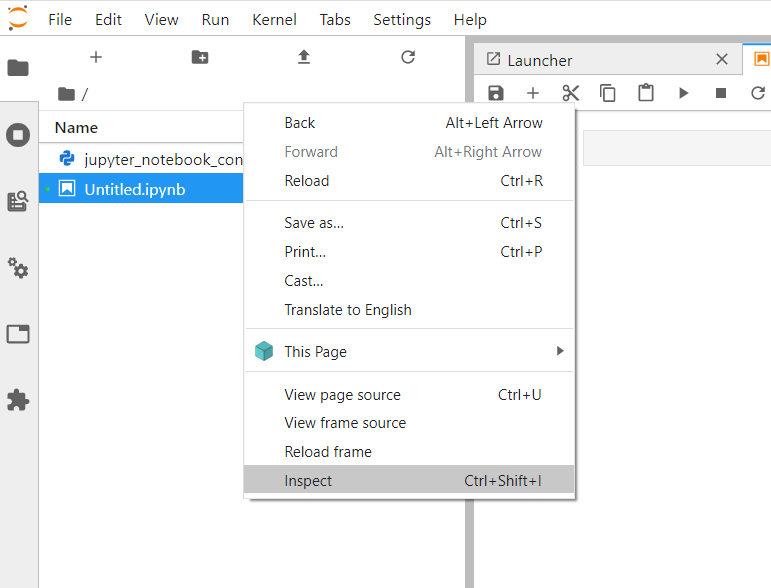 File Edit View Run Kernel Tabs Settings Help
Launcher
/
Name
jupyter_notebook_con
Untitled.ipynb
Back Alt+Left Arrow
Forward Alt+Right Arrow
Reload Ctrl+R
Save as... Ctrl+S
Print... Ctrl+P
Cast...
Translate to English
This Page
View page source Ctrl+U
View frame source
Reload frame
Inspect Ctrl+Shift+I